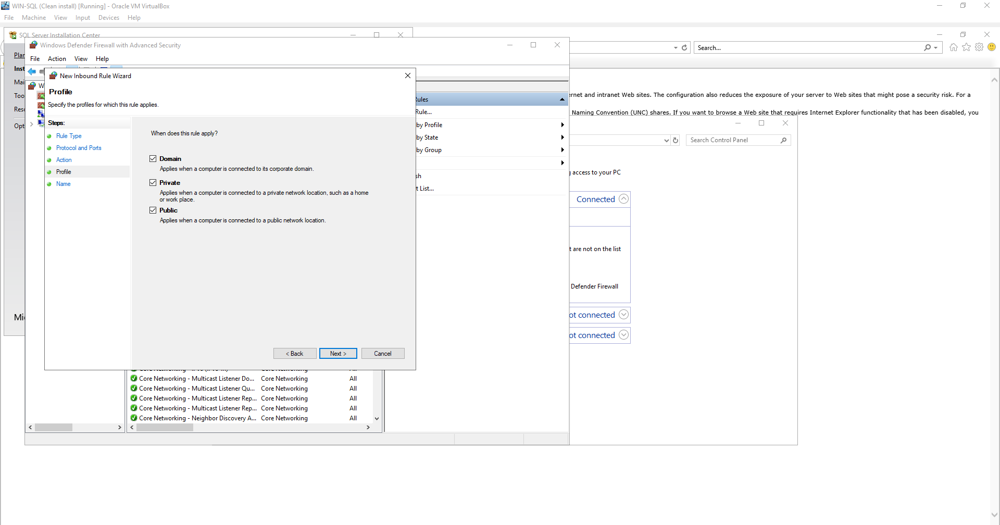 WIN-SQL (Clean install) [Running] - Oracle VM VirtualBox
File Machine View Input Devices Help
SQL Server Installation Center
Windows Defender Firewall with Advanced Security
Search...
File Action View Help
New Inbound Rule Wizard
Profile
Specify the profiles for which this rule applies.
Steps:
Rule Type
Protocol and Ports
Action
Profile
Name
When does this rule apply?
Domain
Applies when a computer is connected to its corporate domain.
Private
Applies when a computer is connected to a private network location, such as a home
or work place.
Public
Applies when a computer is connected to a public network location.
< Back Next > Cancel
Rule...
by Profile
by State
by Group
t List...
and intranet Web sites. The configuration also reduces the exposure of your server to Web sites that might pose a security risk. For a
Naming Convention (UNC) shares. If you want to browse a Web site that requires Internet Explorer functionality that has been disabled, you
Search Control Panel
access to your PC
Connected
t are not on the list
Defender Firewall
ot connected
ot connected
Core Networking - Multicast Listener Do... Core Networking All
Core Networking - Multicast Listener Qu... Core Networking All
Core Networking - Multicast Listener Rep... Core Networking All
Core Networking - Multicast Listener Rep... Core Networking All
Core Networking - Neighbor Discovery A... Core Networking All